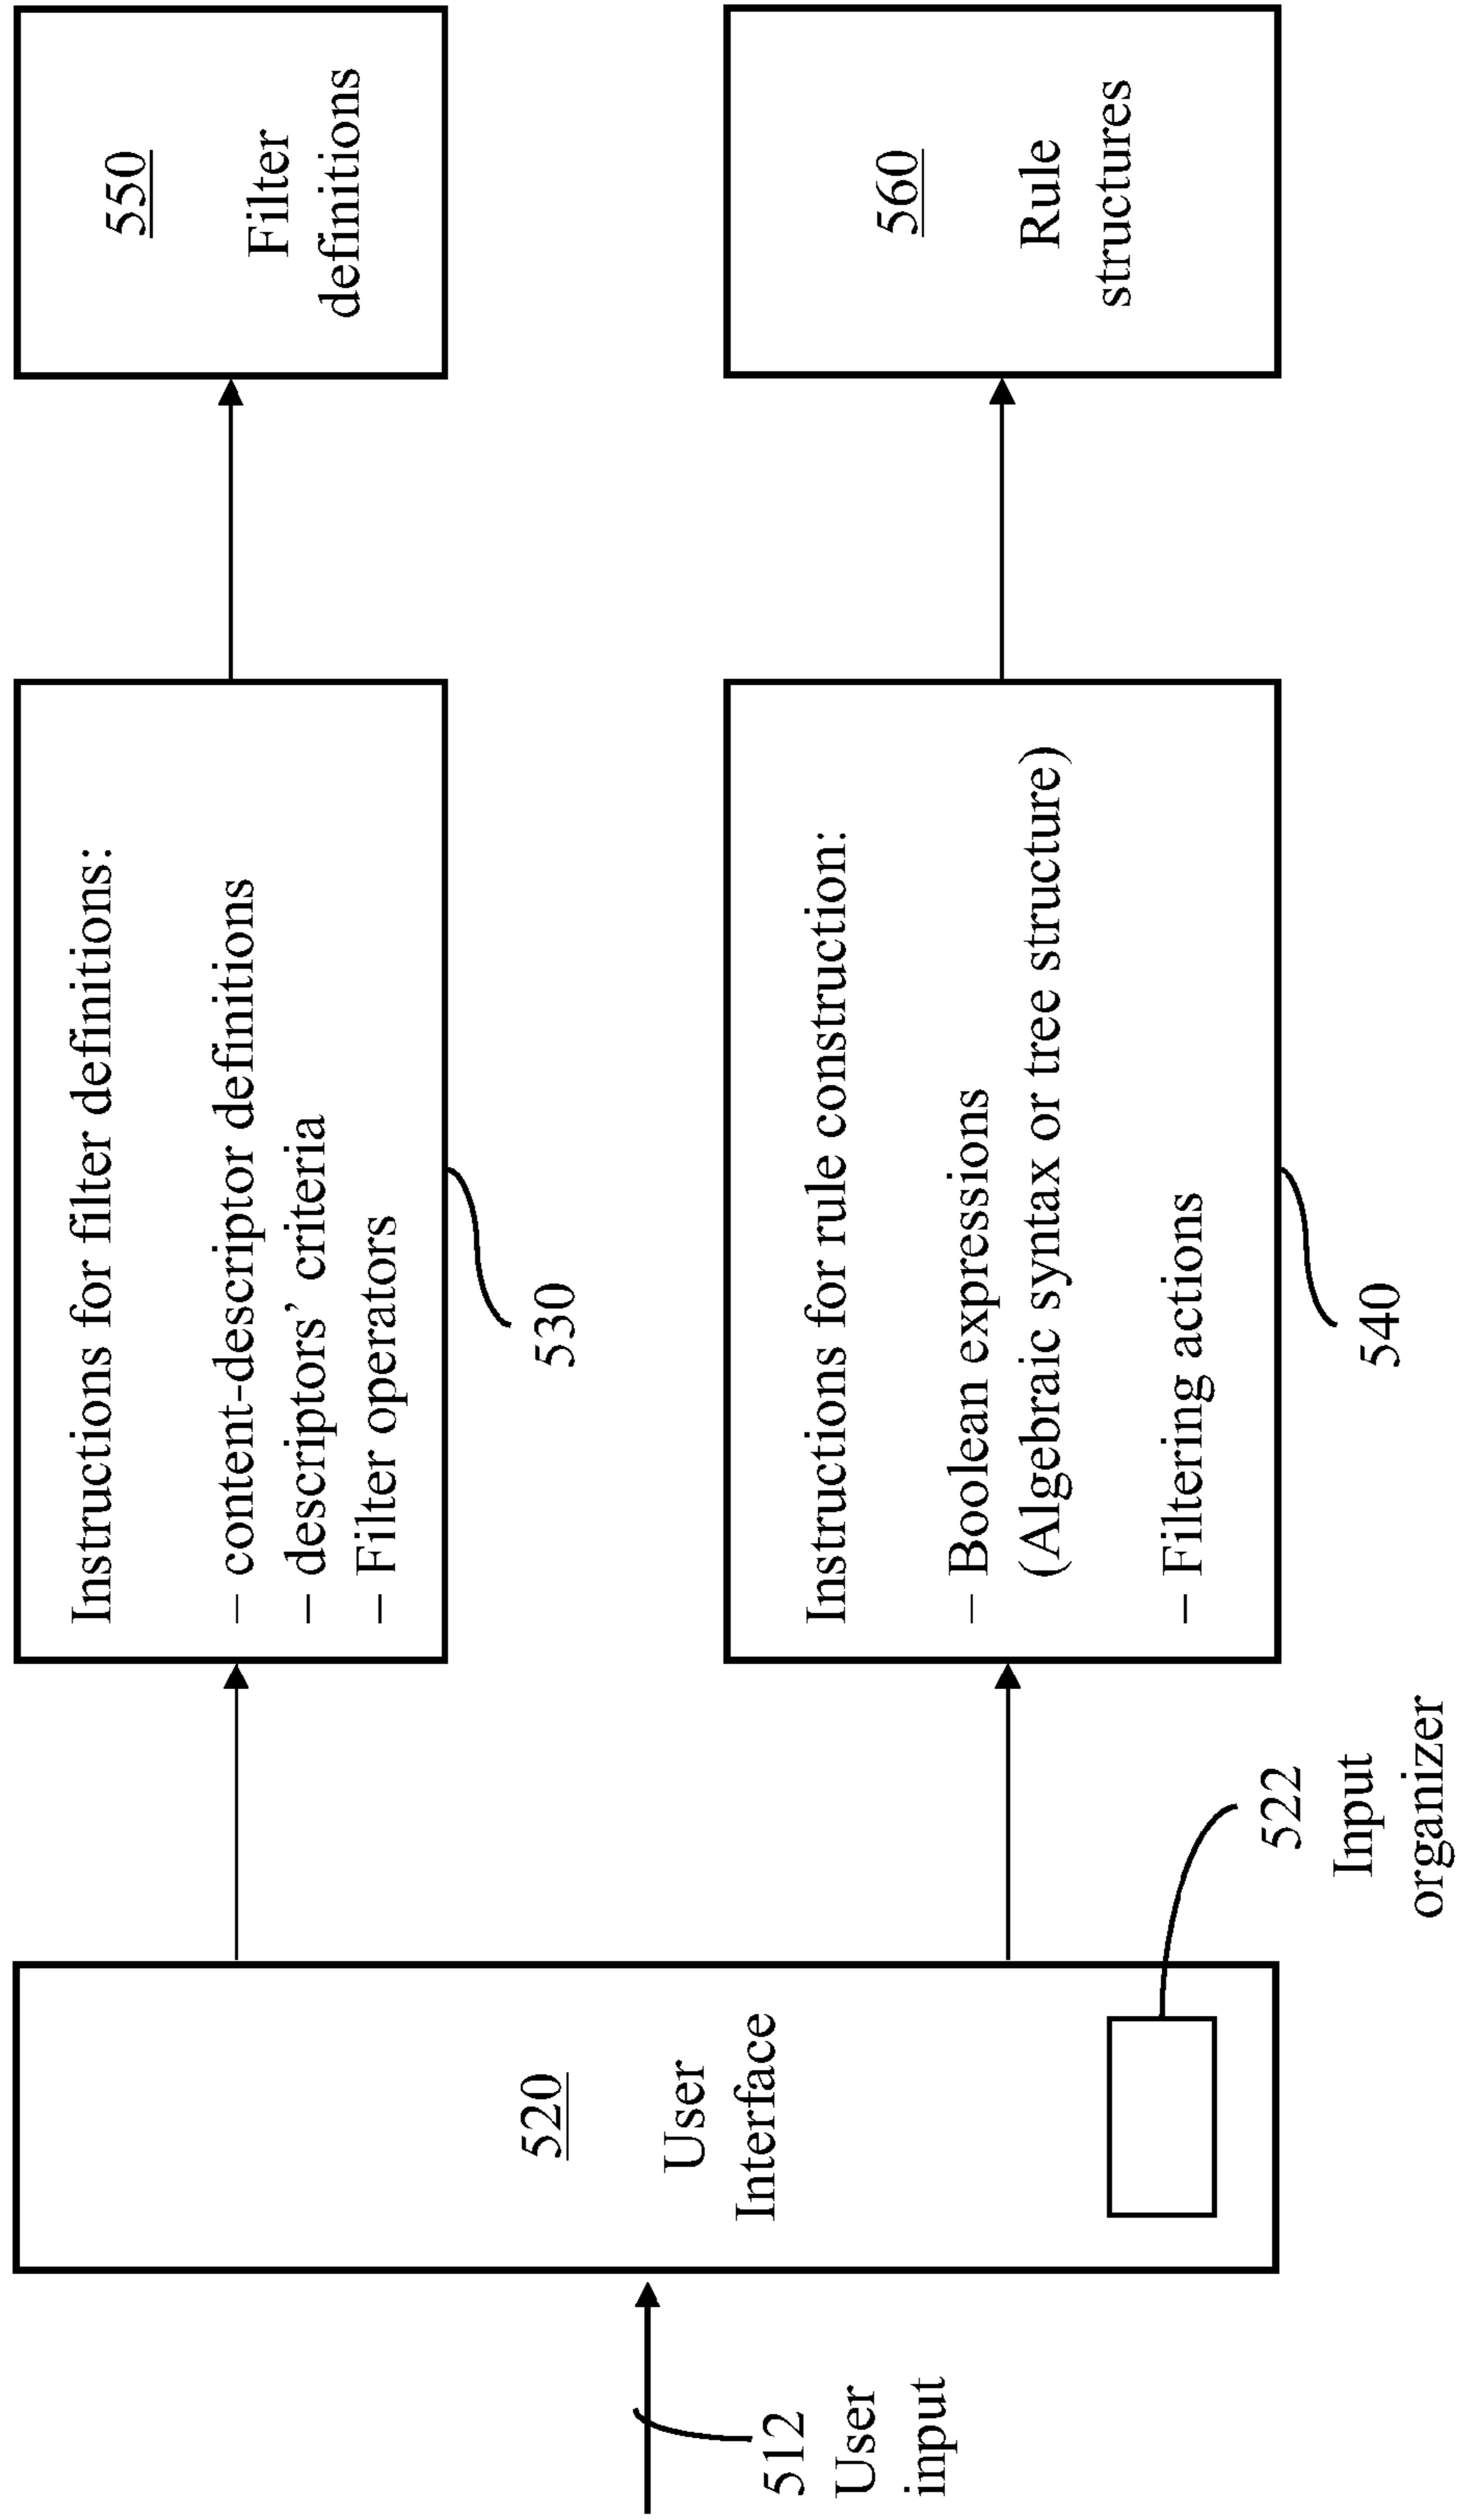 512
User
input
520
User
Interface
522
Input
organizer
Instructions for filter definitions:
– content-descriptor definitions
– descriptors’ criteria
– Filter operators
530
Instructions for rule construction:
– Boolean expressions
(Algebraic syntax or tree structure)
– Filtering actions
540
550
Filter
definitions
560
Rule
structures